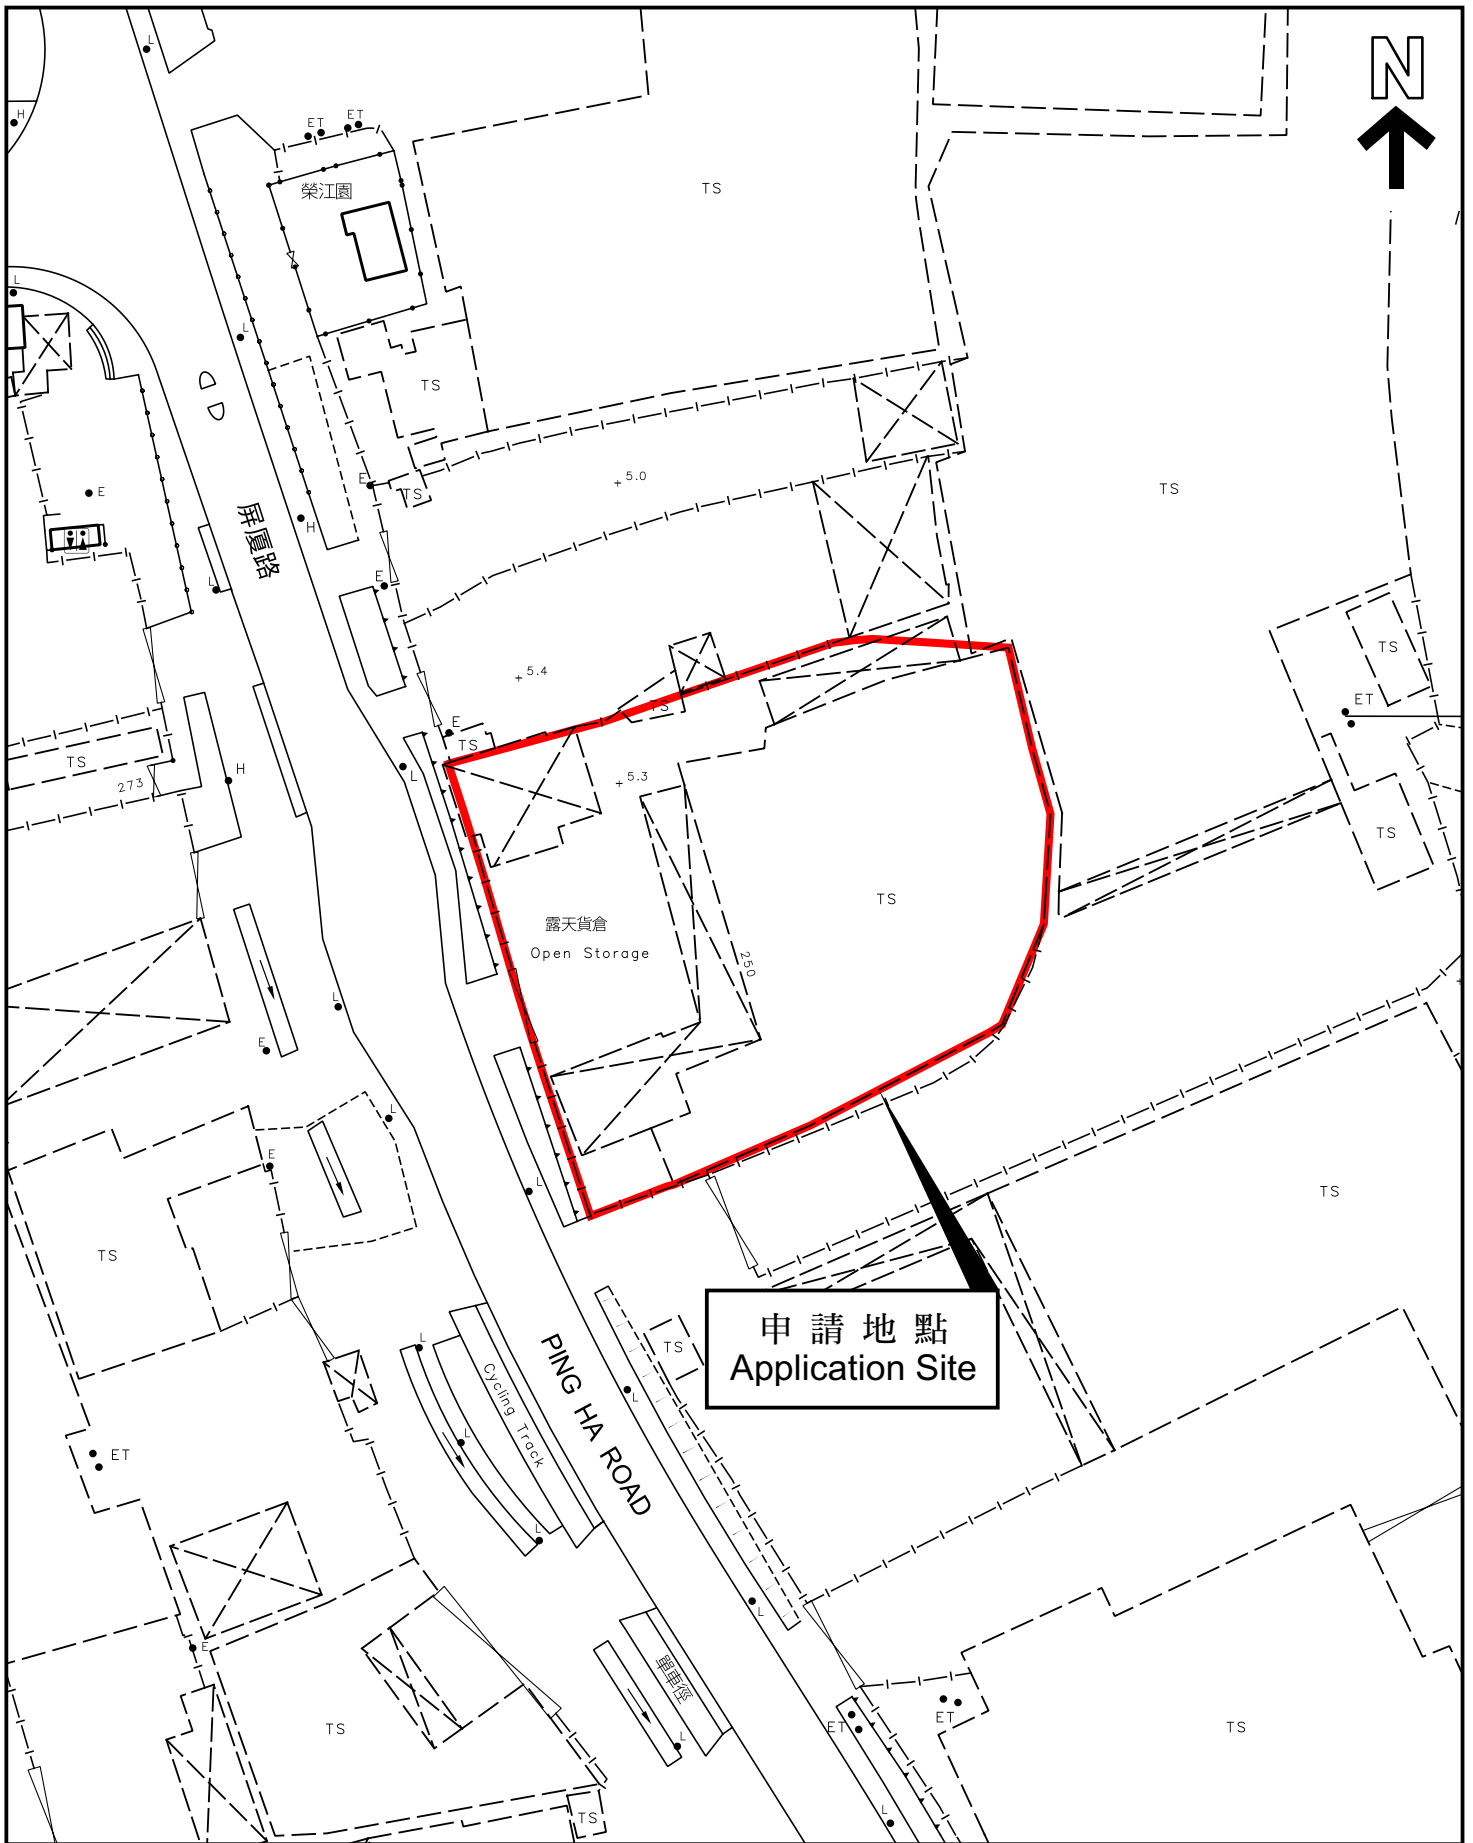 N
L
H
ET
ET
榮江園
TS
L
L
TS
E
TS
5.0
TS
E
H
屏廈路
L
E
TS
ET
5.4
TS
E
TS
L
TS
273
H
5.3
TS
TS
露天貨倉
Open Storage
250
L
E
L
E
L
TS
TS
申請地點
Application Site
L
TS
L
PING HA ROAD
Cycling Track
L
ET
L
L
E
單車徑
TS
L
ET
ET
TS
TS
L